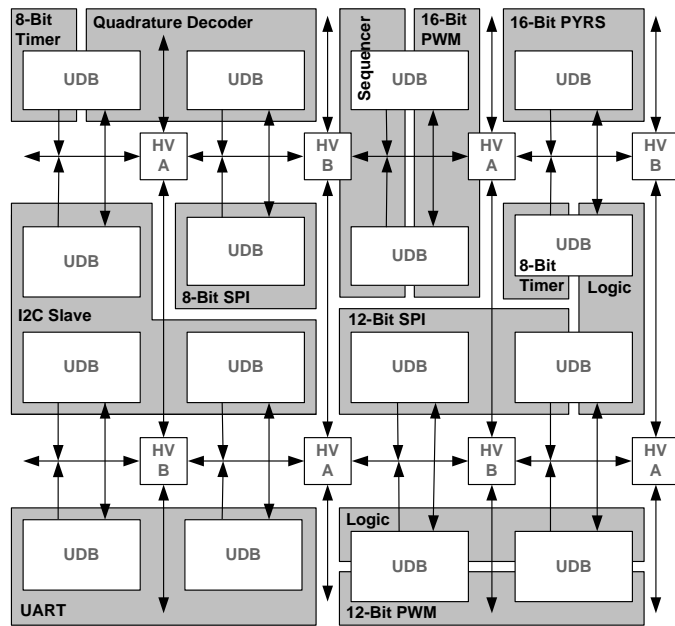 8-Bit
Timer
Quadrature Decoder
Sequencer
16-Bit
PWM
16-Bit PYRS
UDB
UDB
UDB
UDB
HV
A
HV
B
HV
A
HV
B
UDB
UDB
UDB
UDB
8-Bit
Timer
Logic
8-Bit SPI
I2C Slave
12-Bit SPI
UDB
UDB
UDB
UDB
HV
B
HV
A
HV
B
HV
A
Logic
UDB
UDB
UDB
UDB
UART
12-Bit PWM